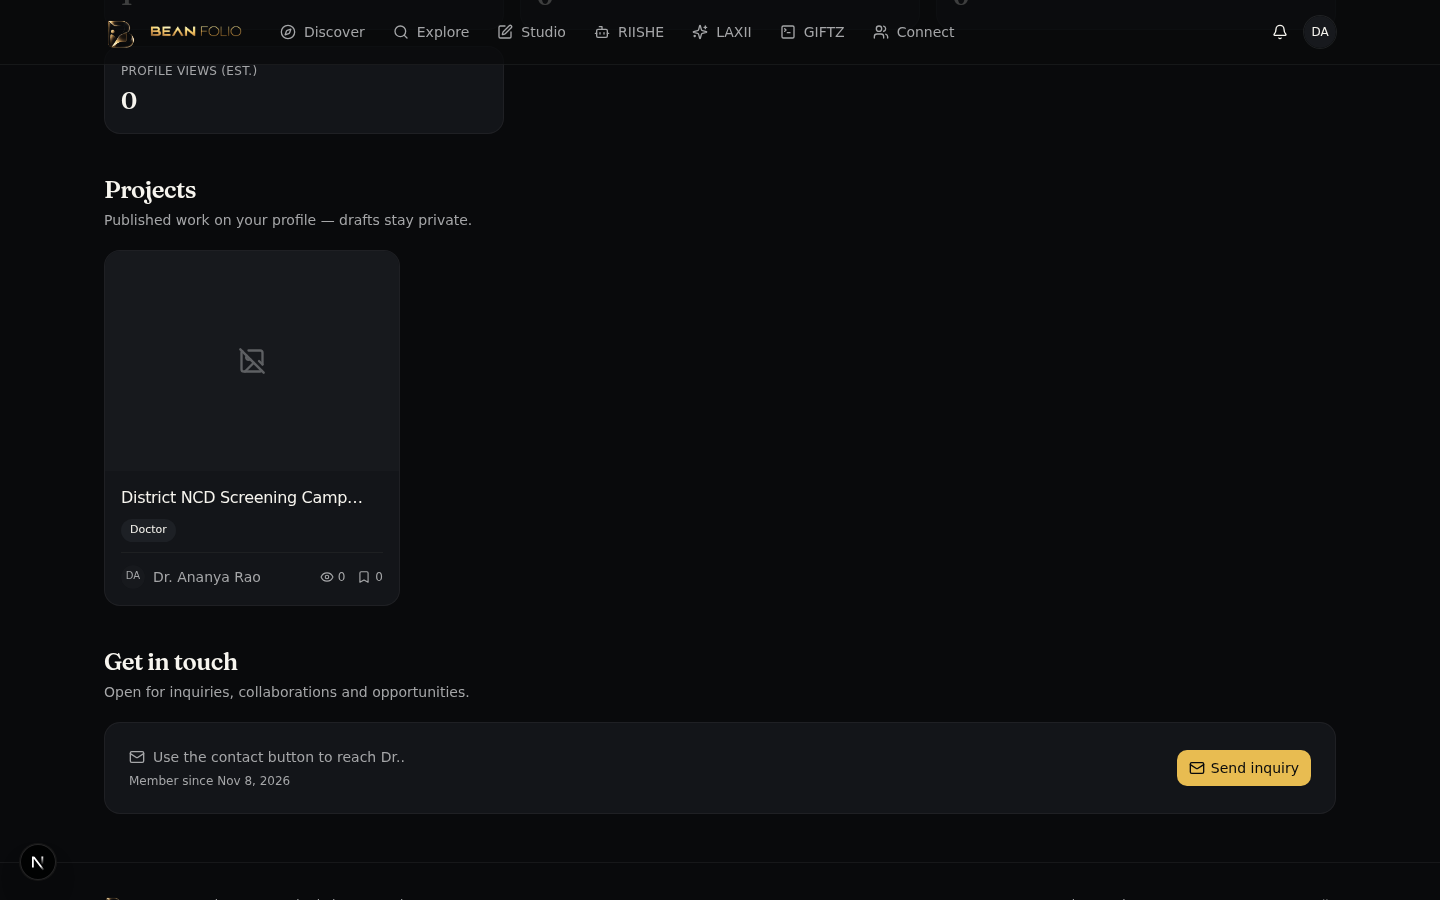 BEAN FOLIO
Discover
Explore
Studio
RIISHE
LAXII
GIFTZ
Connect
DA
PROFILE VIEWS (EST.)
0
Projects
Published work on your profile — drafts stay private.
District NCD Screening Camp…
Doctor
DA
Dr. Ananya Rao
0
0
Get in touch
Open for inquiries, collaborations and opportunities.
Use the contact button to reach Dr..
Member since Nov 8, 2026
Send inquiry
N